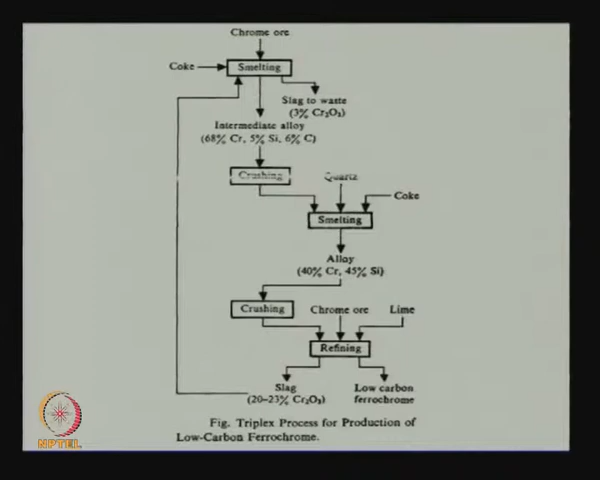 Chrome ore
Coke
Smelting
Slag to waste
(3% Cr₂O₃)
Intermediate alloy
(68% Cr, 5% Si, 6% C)
Crushing
Quartz
Coke
Smelting
Alloy
(40% Cr, 45% Si)
Crushing
Chrome ore
Lime
Refining
Slag
(20-23% Cr₂O₃)
Low carbon
ferrochrome
Fig. Triplex Process for Production of
Low-Carbon Ferrochrome.
NPTEL